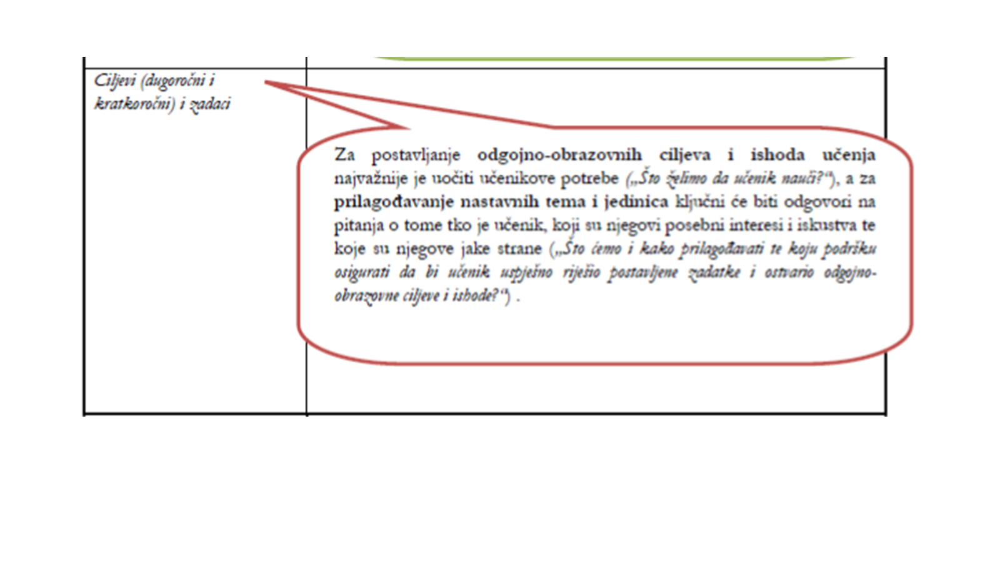 Ciljevi (dugoročni i
kratkoročni) i zadaci
Za postavljanje odgojno-obrazovnih ciljeva i ishoda učenja
najvažnije je uočiti učenikove potrebe („Što želimo da učenik nauči?“), a za
prilagođavanje nastavnih tema i jedinica ključni će biti odgovori na
pitanja o tome tko je učenik, koji su njegovi posebni interesi i iskustva te
koje su njegove jake strane („Što ćemo i kako prilagođavati te koju podršku
osigurati da bi učenik uspješno riješio postavljene zadatke i ostvario odgojno-
obrazovne ciljeve i ishode?“) .